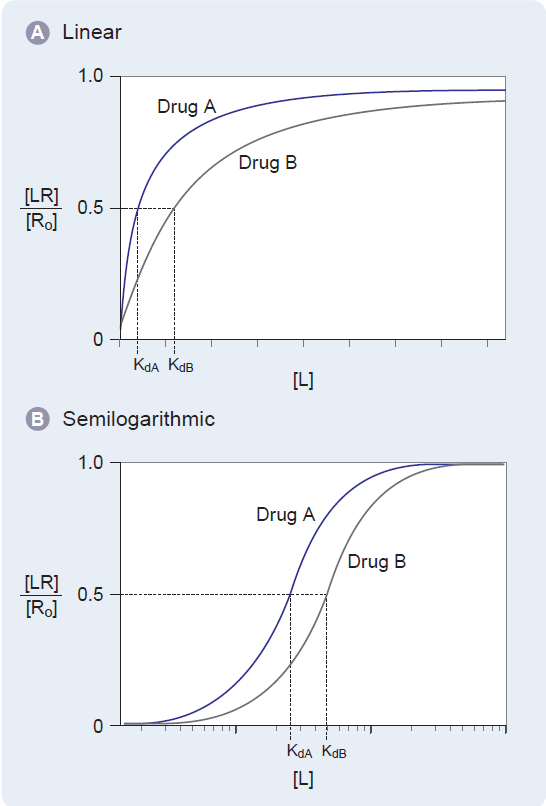 A Linear
1.0
Drug A
Drug B
[LR]
[Ro]
0.5
0
KdA KdB
[L]
B Semilogarithmic
1.0
Drug A
Drug B
[LR]
[Ro]
0.5
0
KdA KdB
[L]